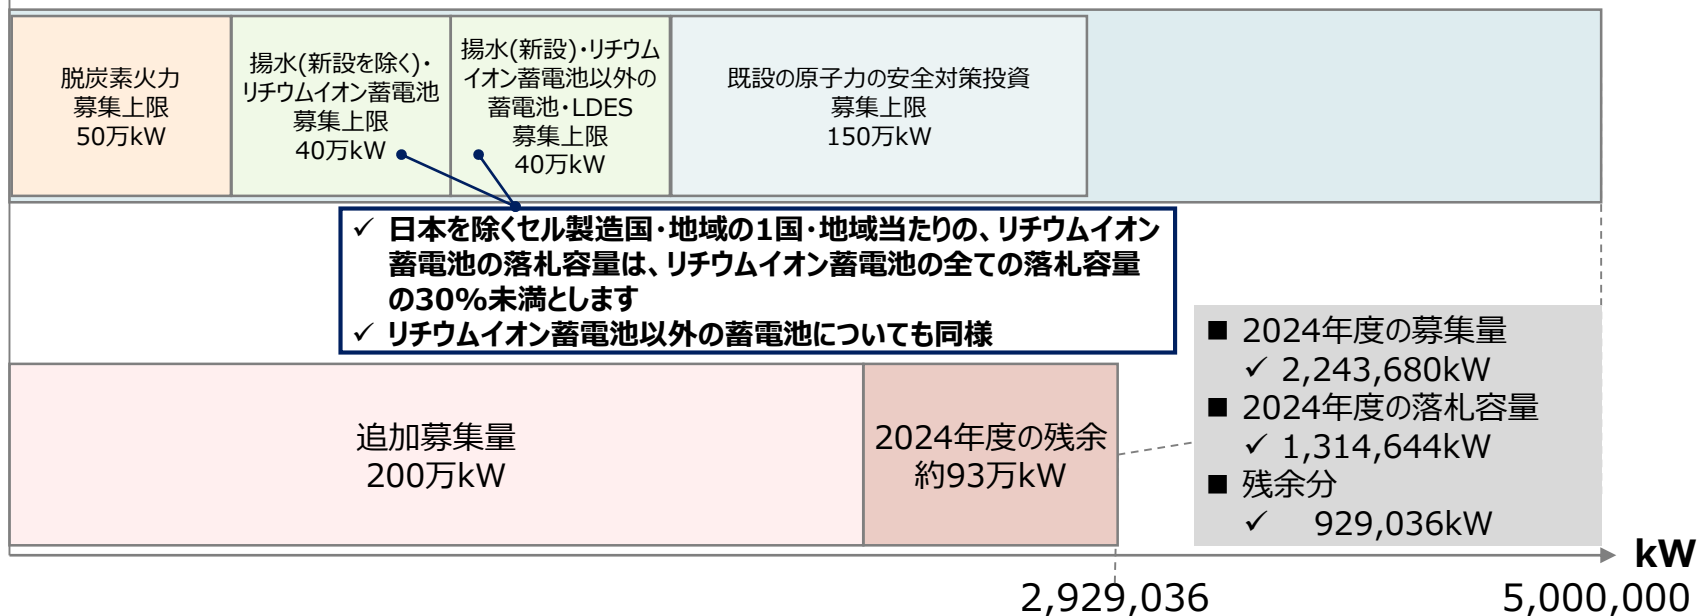 脱炭素火力
募集上限
50万kW
揚水(新設を除く)・
リチウムイオン蓄電池
募集上限
40万kW
揚水(新設)・リチウム
イオン蓄電池以外の
蓄電池・LDES
募集上限
40万kW
既設の原子力の安全対策投資
募集上限
150万kW
✓ 日本を除くセル製造国・地域の1国・地域当たりの、リチウムイオン
蓄電池の落札容量は、リチウムイオン蓄電池の全ての落札容量
の30%未満とします
✓ リチウムイオン蓄電池以外の蓄電池についても同様
追加募集量
200万kW
2024年度の残余
約93万kW
■ 2024年度の募集量
✓ 2,243,680kW
■ 2024年度の落札容量
✓ 1,314,644kW
■ 残余分
✓ 929,036kW
kW
2,929,036
5,000,000